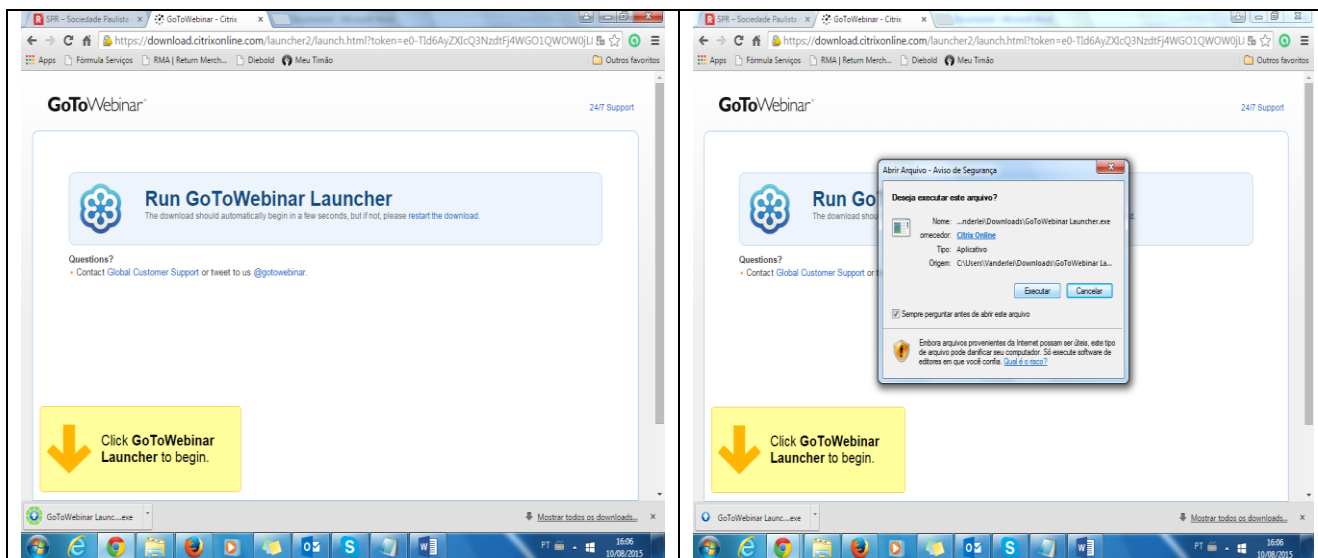 SPR – Sociedade Paulista
GoToWebinar - Citrix
https://download.citrixonline.com/launcher2/launch.html?token=e0-TId6AyZXIcQ3NzdtFj4WGO1QWOW0jLI
Apps Fórmula Serviços RMA | Return Merch... Diebold Meu Timão Outros favoritos
GoToWebinar
24/7 Support
Run GoToWebinar Launcher
The download should automatically begin in a few seconds, but if not, please restart the download.
Questions?
Contact Global Customer Support or tweet to us @gotowebinar.
Click GoToWebinar
Launcher to begin.
GoToWebinar Launc....exe
Mostrar todos os downloads...
PT
16:06
10/08/2015
SPR – Sociedade Paulista
GoToWebinar - Citrix
https://download.citrixonline.com/launcher2/launch.html?token=e0-TId6AyZXIcQ3NzdtFj4WGO1QWOW0jLI
Apps Fórmula Serviços RMA | Return Merch... Diebold Meu Timão Outros favoritos
GoToWebinar
24/7 Support
Run Go
The download shou
d.
Questions?
Contact Global Customer Support or t
Abrir Arquivo - Aviso de Segurança
Deseja executar este arquivo?
Nome: ...nderlei\Downloads\GoToWebinar Launcher.exe
ornecedor: Citrix Online
Tipo: Aplicativo
Origem: C:\Users\Vanderlei\Downloads\GoToWebinar La...
Executar Cancelar
Sempre perguntar antes de abrir este arquivo
Embora arquivos provenientes da Internet possam ser úteis, este tipo
de arquivo pode danificar seu computador. Só execute software de
editores em que você confia. Qual é o risco?
Click GoToWebinar
Launcher to begin.
GoToWebinar Launc....exe
Mostrar todos os downloads...
PT
16:06
10/08/2015